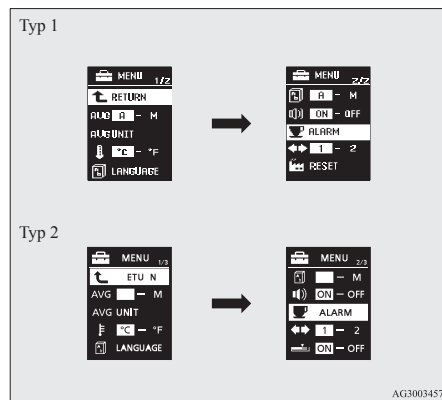 Typ 1
MENU 1/2
RETURN
AVG A – M
AVG UNIT
°C – °F
LANGUAGE
MENU 2/2
A – M
ON – OFF
ALARM
1 – 2
RESET
Typ 2
MENU 1/3
ETU N
AVG – M
AVG UNIT
°C – °F
LANGUAGE
MENU 2/3
– M
ON – OFF
ALARM
1 – 2
ON – OFF
AG3003457